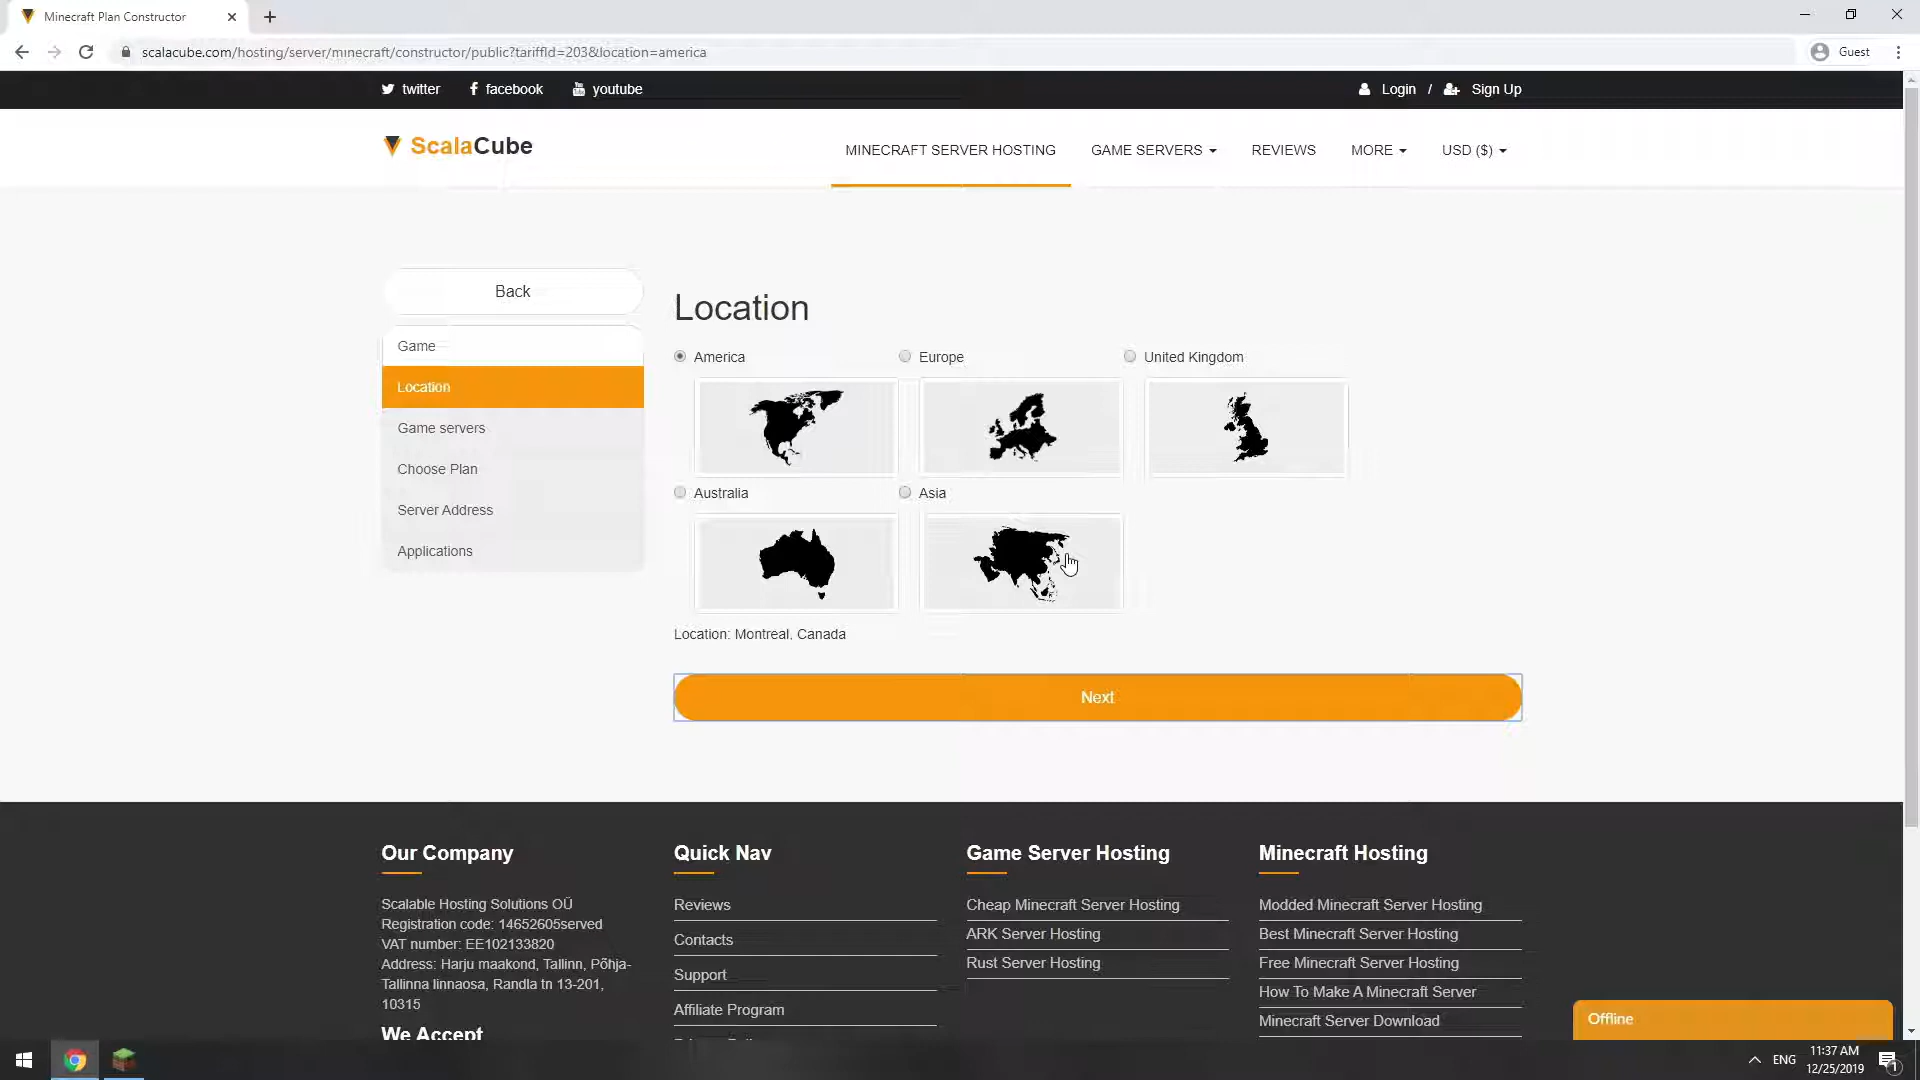 Minecraft Plan Constructor
scalacube.com/hosting/server/minecraft/constructor/public?tariffId=203&location=america
Guest
twitter
facebook
youtube
Login / Sign Up
ScalaCube
MINECRAFT SERVER HOSTING
GAME SERVERS
REVIEWS
MORE
USD ($)
Back
Game
Location
Game servers
Choose Plan
Server Address
Applications
Location
America
Europe
United Kingdom
Australia
Asia
Location: Montreal, Canada
Next
Our Company
Scalable Hosting Solutions OÜ
Registration code: 14652605served
VAT number: EE102133820
Address: Harju maakond, Tallinn, Põhja-
Tallinna linnaosa, Randla tn 13-201,
10315
We Accept
Quick Nav
Reviews
Contacts
Support
Affiliate Program
Game Server Hosting
Cheap Minecraft Server Hosting
ARK Server Hosting
Rust Server Hosting
Minecraft Hosting
Modded Minecraft Server Hosting
Best Minecraft Server Hosting
Free Minecraft Server Hosting
How To Make A Minecraft Server
Minecraft Server Download
Offline
ENG
11:37 AM
12/25/2019
1